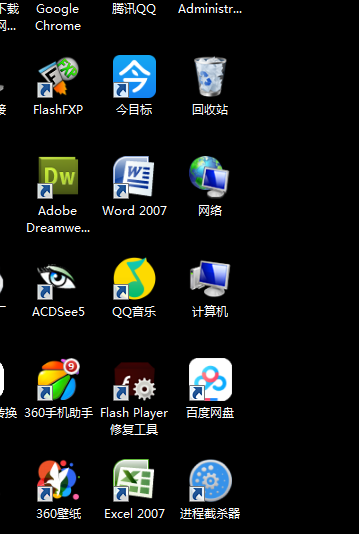 下载 Google 腾讯QQ Administr...
网... Chrome
接 FlashFXP 今目标 回收站
Adobe Word 2007 网络
Dreamwe...
ACDSee5 QQ音乐 计算机
转换 360手机助手 Flash Player 百度网盘
修复工具
360壁纸 Excel 2007 进程截杀器